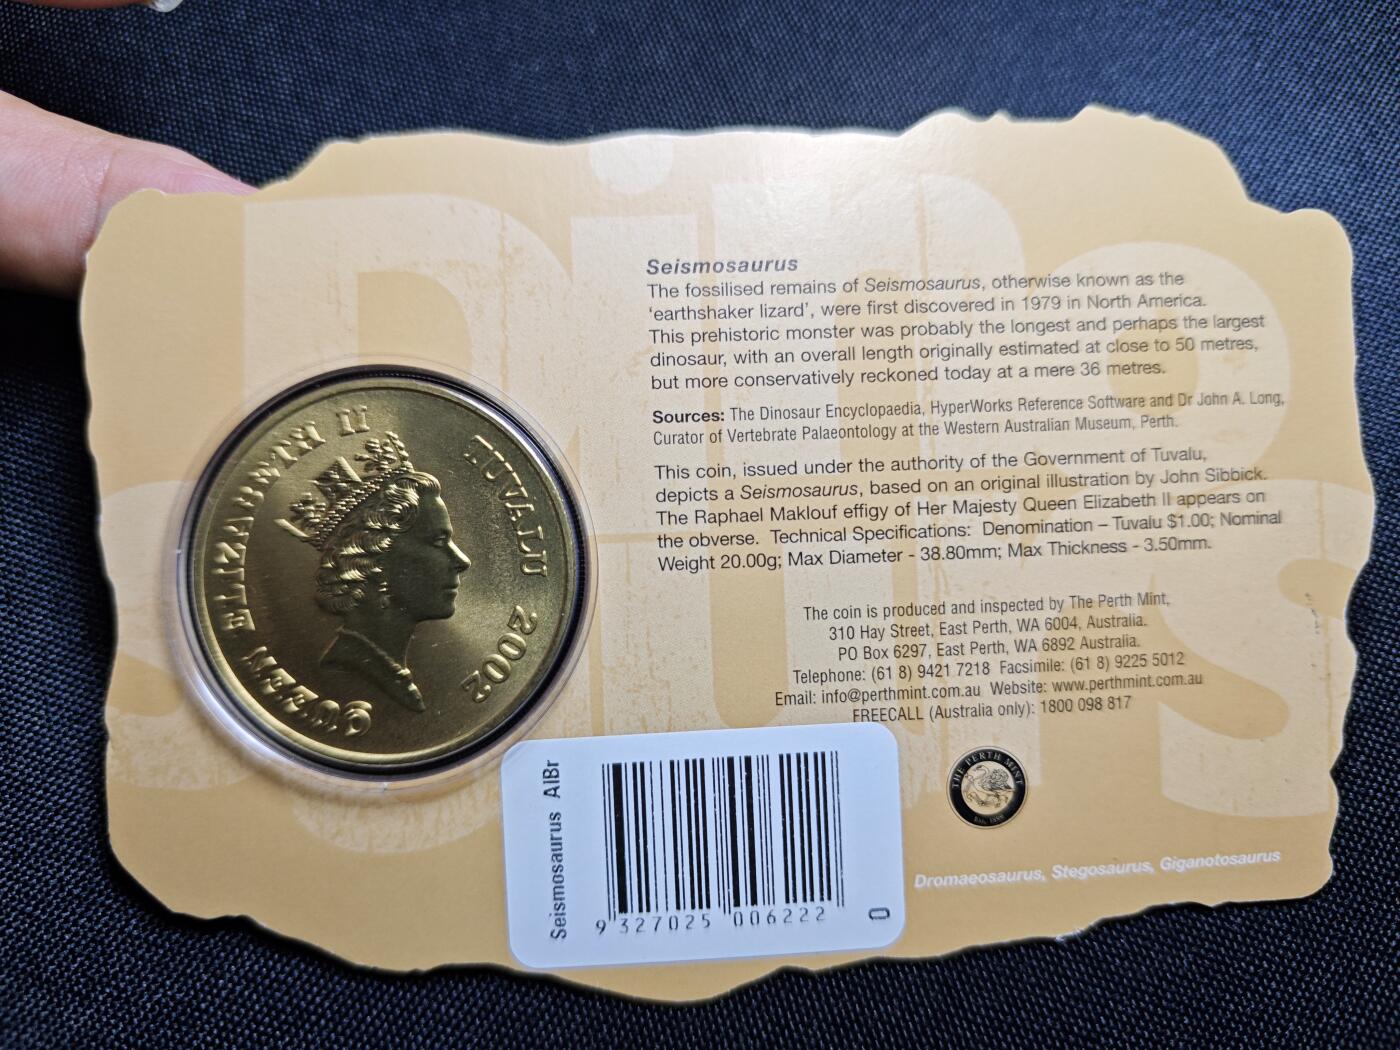 Dinosaurs
Seismosaurus
The fossilised remains of Seismosaurus, otherwise known as the
‘earthshaker lizard’, were first discovered in 1979 in North America.
This prehistoric monster was probably the longest and perhaps the largest
dinosaur, with an overall length originally estimated at close to 50 metres,
but more conservatively reckoned today at a mere 36 metres.
Sources: The Dinosaur Encyclopaedia, HyperWorks Reference Software and Dr John A. Long,
Curator of Vertebrate Palaeontology at the Western Australian Museum, Perth.
This coin, issued under the authority of the Government of Tuvalu,
depicts a Seismosaurus, based on an original illustration by John Sibbick.
The Raphael Maklouf effigy of Her Majesty Queen Elizabeth II appears on
the obverse. Technical Specifications: Denomination – Tuvalu $1.00; Nominal
Weight 20.00g; Max Diameter - 38.80mm; Max Thickness - 3.50mm.
QUEEN ELIZABETH II
TUVALU 2002
The coin is produced and inspected by The Perth Mint,
310 Hay Street, East Perth, WA 6004, Australia.
PO Box 6297, East Perth, WA 6892 Australia.
Telephone: (61 8) 9421 7218 Facsimile: (61 8) 9225 5012
Email: info@perthmint.com.au Website: www.perthmint.com.au
FREECALL (Australia only): 1800 098 817
THE PERTH MINT
Seismosaurus AlBr
9 327025 006222
0
Dromaeosaurus, Stegosaurus, Giganotosaurus